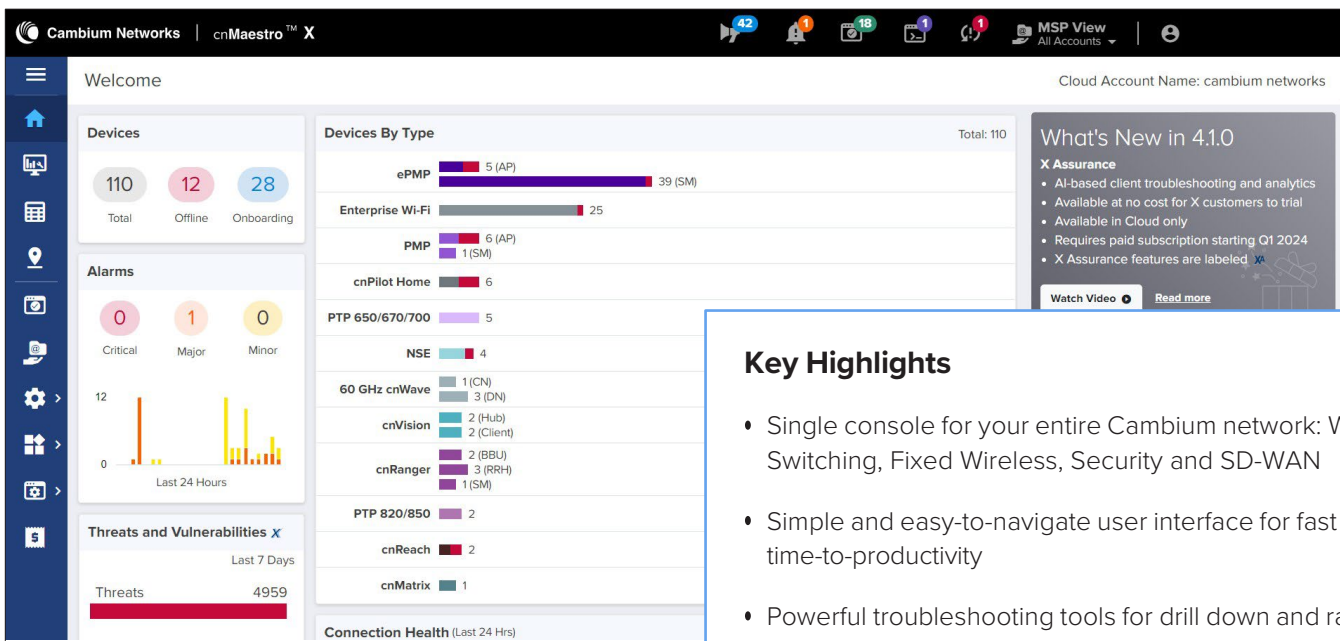 Cambium Networks | cnMaestro™ X
42
1
18
1
1
MSP View
All Accounts
Welcome
Cloud Account Name: cambium networks
Devices
110
12
28
Total
Offline
Onboarding
Alarms
0
1
0
Critical
Major
Minor
12
0
Last 24 Hours
Threats and Vulnerabilities X
Last 7 Days
Threats 4959
Devices By Type
Total: 110
ePMP
5 (AP)
39 (SM)
Enterprise Wi-Fi
25
PMP
6 (AP)
1 (SM)
cnPilot Home
6
PTP 650/670/700
5
NSE
4
60 GHz cnWave
1 (CN)
3 (DN)
cnVision
2 (Hub)
2 (Client)
cnRanger
2 (BBU)
3 (RRH)
1 (SM)
PTP 820/850
2
cnReach
2
cnMatrix
1
Connection Health (Last 24 Hrs)
What's New in 4.1.0
X Assurance
• AI-based client troubleshooting and analytics
• Available at no cost for X customers to trial
• Available in Cloud only
• Requires paid subscription starting Q1 2024
• X Assurance features are labeled XA
Watch Video
Read more
Key Highlights
• Single console for your entire Cambium network:
Switching, Fixed Wireless, Security and SD-WAN
• Simple and easy-to-navigate user interface for fast
time-to-productivity
• Powerful troubleshooting tools for drill down and